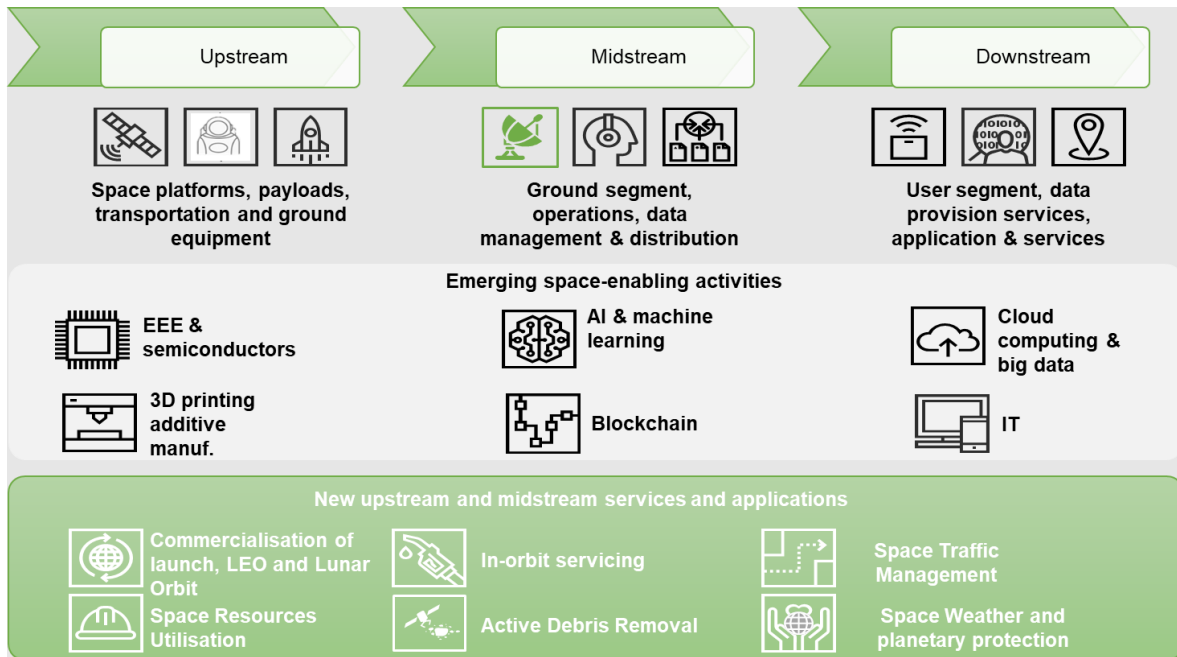 Upstream
Midstream
Downstream
Space platforms, payloads,
transportation and ground
equipment
Ground segment,
operations, data
management & distribution
User segment, data
provision services,
application & services
Emerging space-enabling activities
EEE &
semiconductors
AI & machine
learning
Cloud
computing &
big data
3D printing
additive
manuf.
Blockchain
IT
New upstream and midstream services and applications
Commercialisation of
launch, LEO and Lunar
Orbit
In-orbit servicing
Space Traffic
Management
Space Resources
Utilisation
Active Debris Removal
Space Weather and
planetary protection